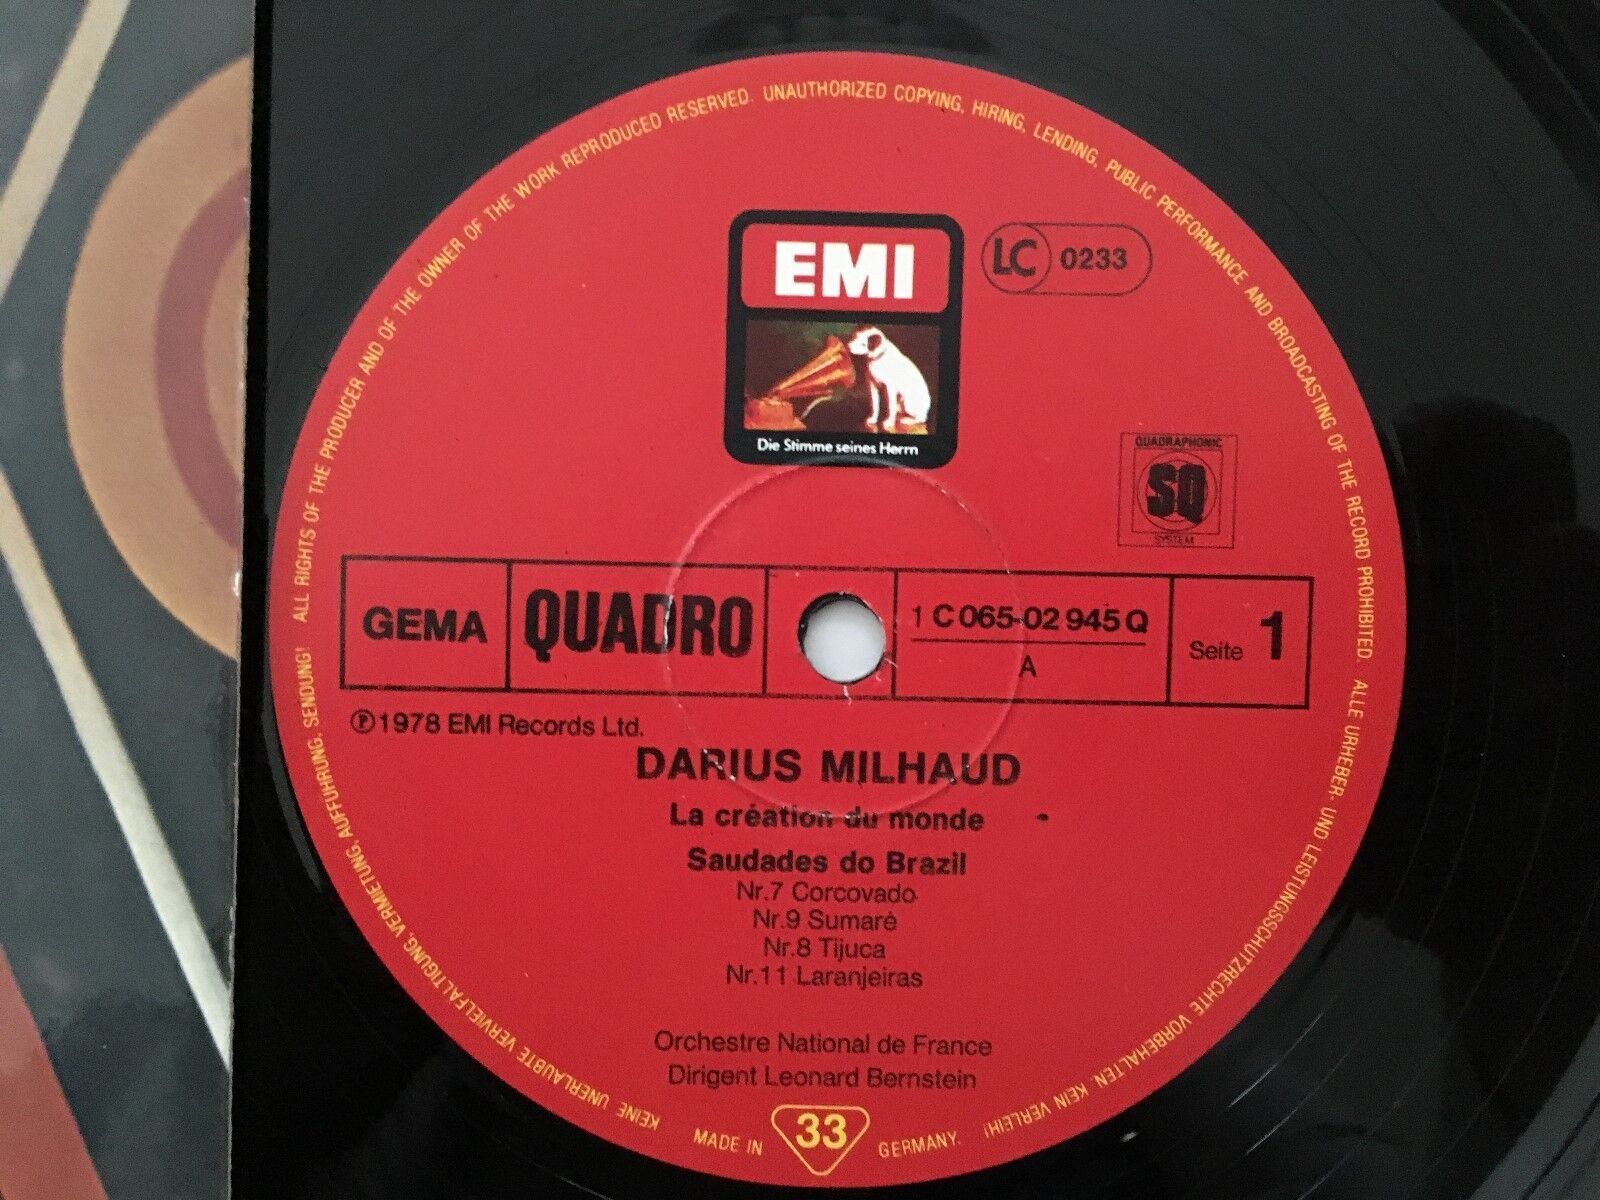 ALL RIGHTS OF THE PRODUCER AND OF THE OWNER OF THE WORK REPRODUCED RESERVED. UNAUTHORIZED COPYING, HIRING, LENDING, PUBLIC PERFORMANCE AND BROADCASTING OF THE RECORD PROHIBITED.
EMI
LC 0233
Die Stimme seines Herrn
QUADRAPHONIC
SQ
SYSTEM
GEMA
QUADRO
1 C 065-02 945 Q
A
Seite 1
℗ 1978 EMI Records Ltd.
DARIUS MILHAUD
La création du monde
Saudades do Brazil
Nr.7 Corcovado
Nr.9 Sumaré
Nr.8 Tijuca
Nr.11 Laranjeiras
Orchestre National de France
Dirigent Leonard Bernstein
ALLE URHEBER- UND LEISTUNGSSCHUTZRECHTE VORBEHALTEN. KEIN VERLEIH! KEINE UNERLAUBTE VERVIELFÄLTIGUNG, VERMIETUNG, AUFFÜHRUNG, SENDUNG!
MADE IN
33
GERMANY.